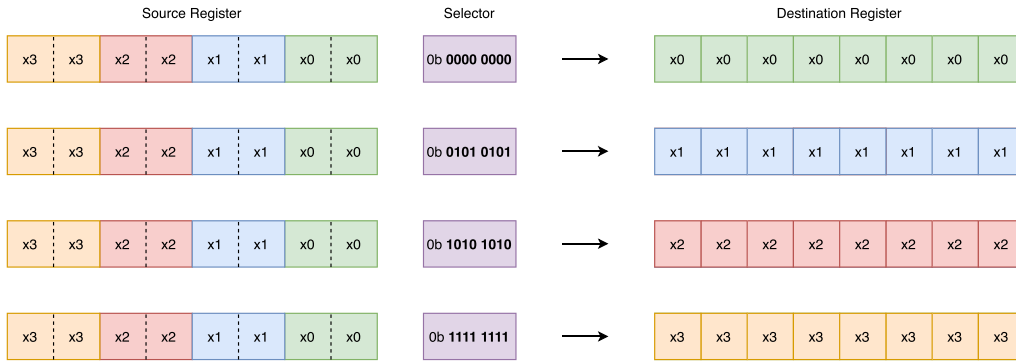 Source Register Selector Destination Register
x3 x3 x2 x2 x1 x1 x0 x0 0b 0000 0000 x0 x0 x0 x0 x0 x0 x0 x0
x3 x3 x2 x2 x1 x1 x0 x0 0b 0101 0101 x1 x1 x1 x1 x1 x1 x1 x1
x3 x3 x2 x2 x1 x1 x0 x0 0b 1010 1010 x2 x2 x2 x2 x2 x2 x2 x2
x3 x3 x2 x2 x1 x1 x0 x0 0b 1111 1111 x3 x3 x3 x3 x3 x3 x3 x3